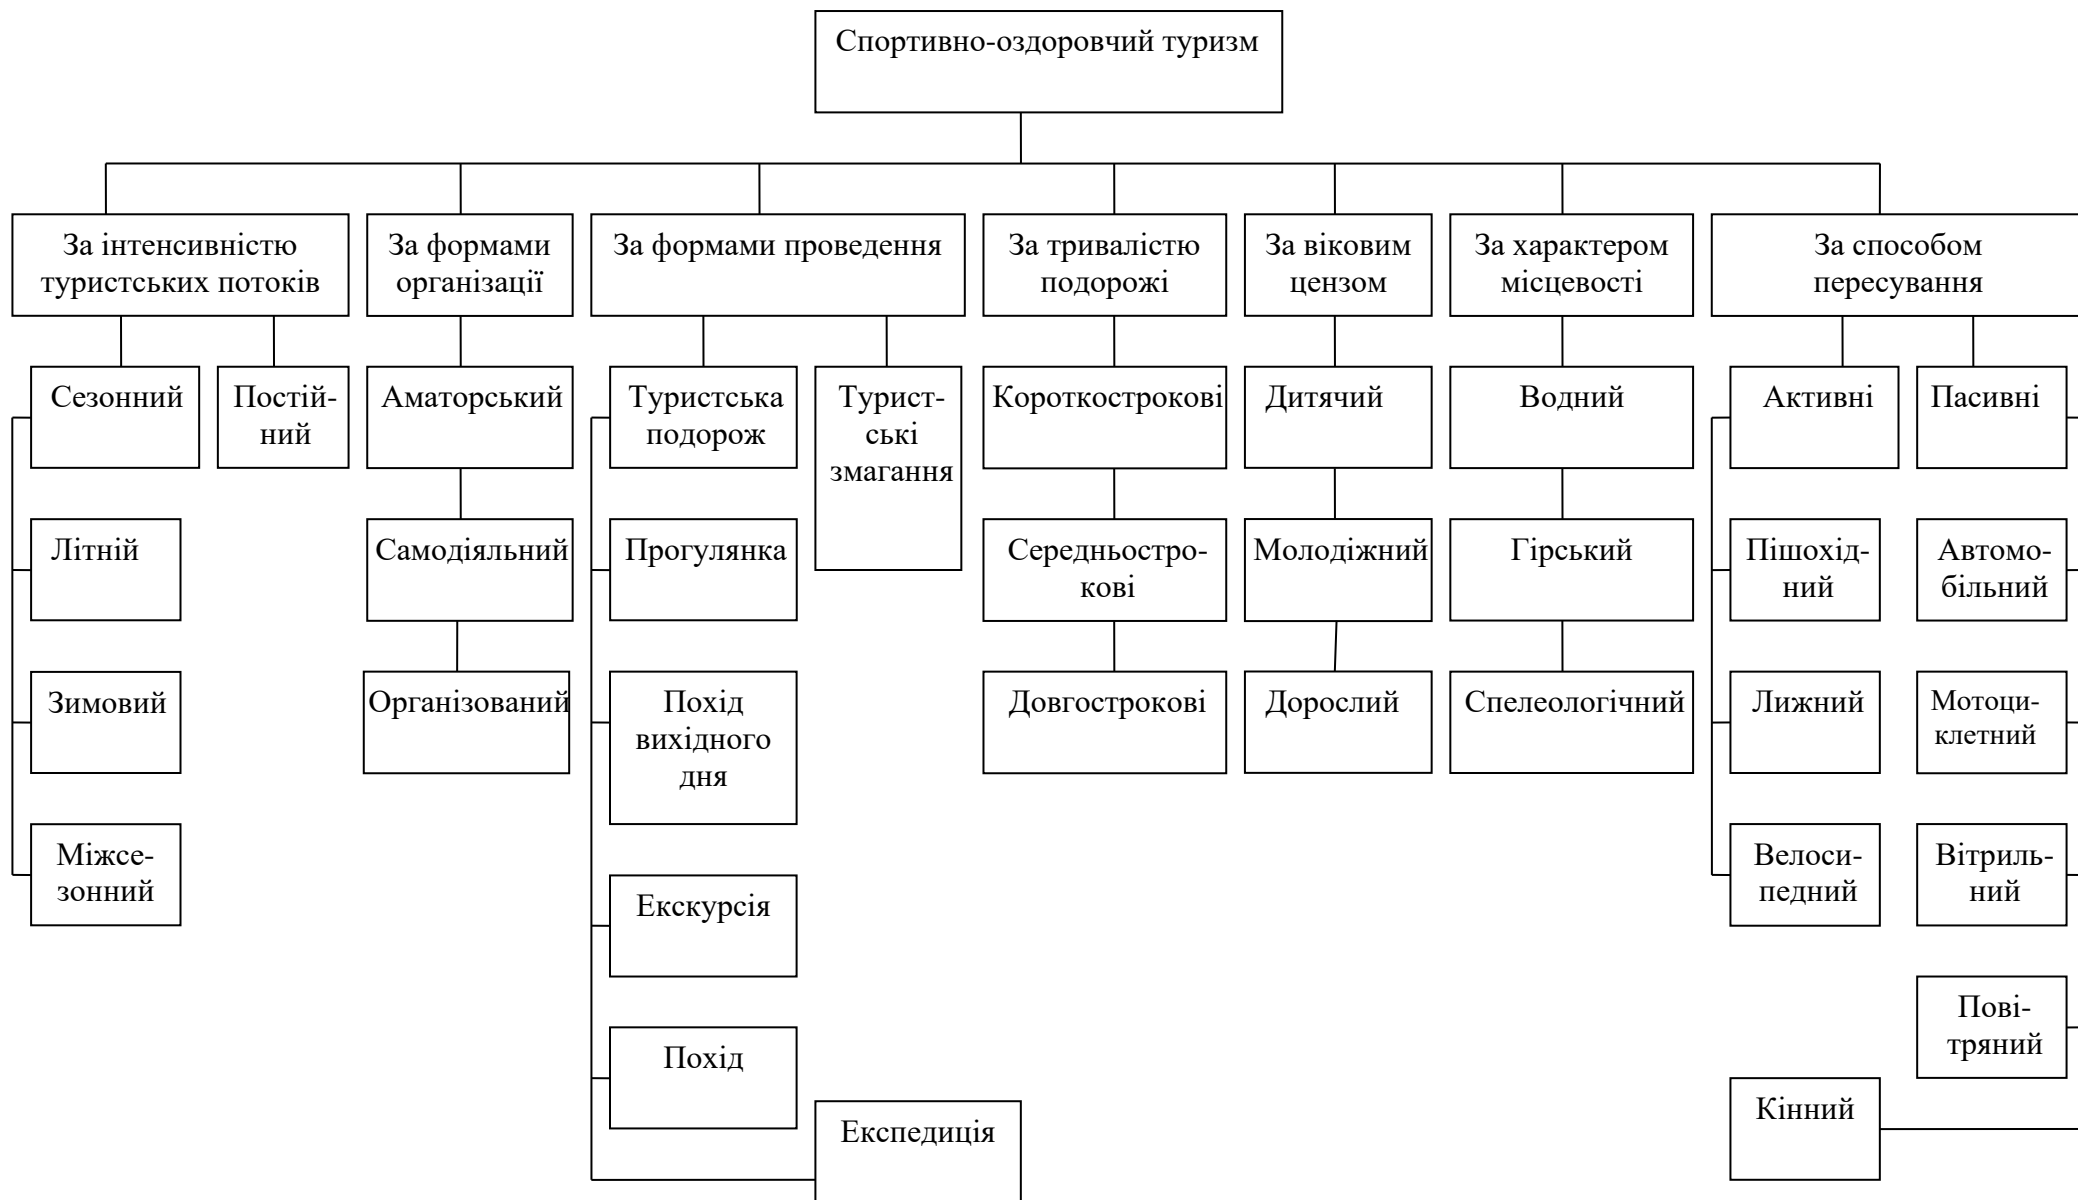 Спортивно-оздоровчий туризм
За інтенсивністю
туристських потоків
За формами
організації
За формами проведення
За тривалістю
подорожі
За віковим
цензом
За характером
місцевості
За способом
пересування
Сезонний
Постій-
ний
Аматорський
Туристська
подорож
Турист-
ські
змагання
Короткострокові
Дитячий
Водний
Активні
Пасивні
Літній
Самодіяльний
Прогулянка
Середньостро-
кові
Молодіжний
Гірський
Пішохід-
ний
Автомо-
більний
Зимовий
Організований
Похід
вихідного
дня
Довгострокові
Дорослий
Спелеологічний
Лижний
Мотоци-
клетний
Міжсе-
зонний
Екскурсія
Велоси-
педний
Вітриль-
ний
Похід
Пові-
тряний
Експедиція
Кінний